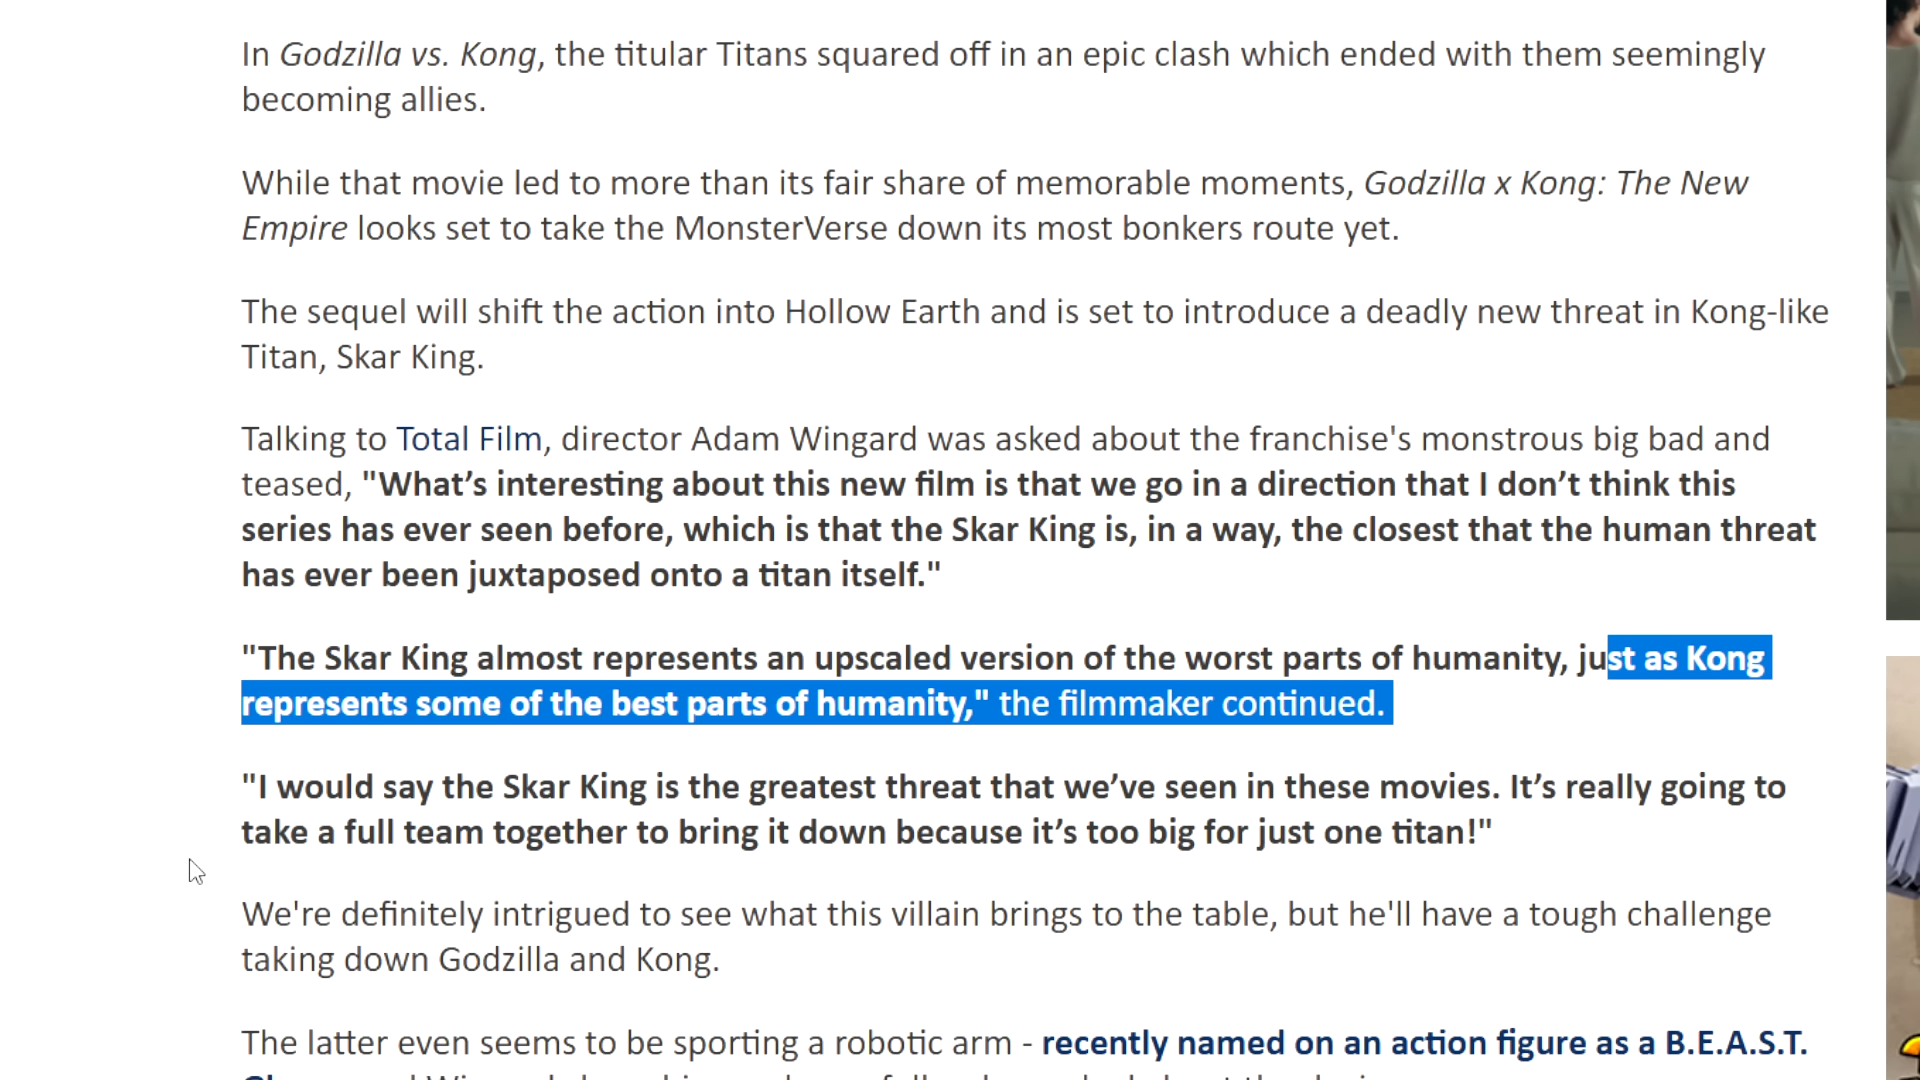 In Godzilla vs. Kong, the titular Titans squared off in an epic clash which ended with them seemingly
becoming allies.
While that movie led to more than its fair share of memorable moments, Godzilla x Kong: The New
Empire looks set to take the MonsterVerse down its most bonkers route yet.
The sequel will shift the action into Hollow Earth and is set to introduce a deadly new threat in Kong-like
Titan, Skar King.
Talking to Total Film, director Adam Wingard was asked about the franchise's monstrous big bad and
teased, "What’s interesting about this new film is that we go in a direction that I don’t think this
series has ever seen before, which is that the Skar King is, in a way, the closest that the human threat
has ever been juxtaposed onto a titan itself."
"The Skar King almost represents an upscaled version of the worst parts of humanity, just as Kong
represents some of the best parts of humanity," the filmmaker continued.
"I would say the Skar King is the greatest threat that we’ve seen in these movies. It’s really going to
take a full team together to bring it down because it’s too big for just one titan!"
We're definitely intrigued to see what this villain brings to the table, but he'll have a tough challenge
taking down Godzilla and Kong.
The latter even seems to be sporting a robotic arm - recently named on an action figure as a B.E.A.S.T.